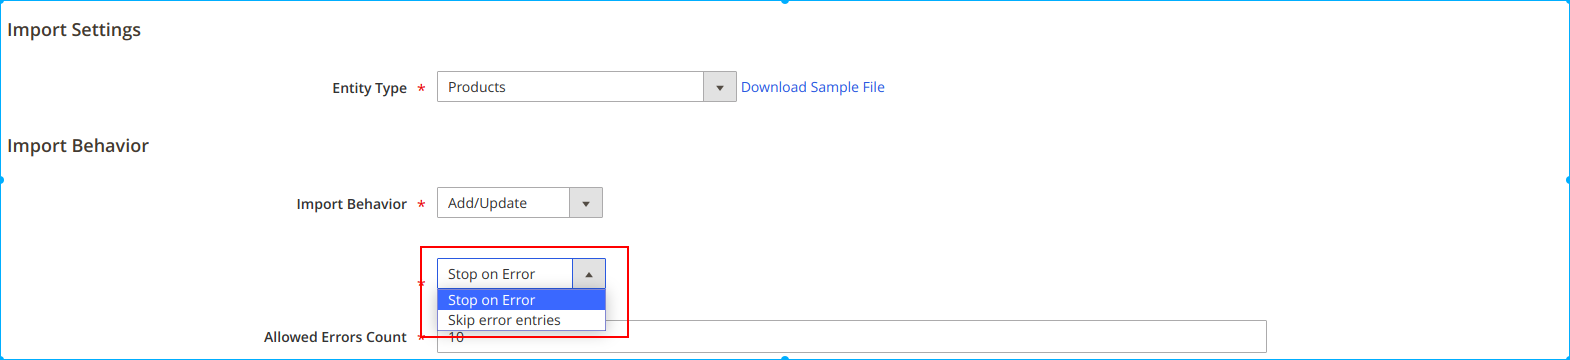 Import Settings
Entity Type * Products Download Sample File
Import Behavior
Import Behavior * Add/Update
* Stop on Error
Stop on Error
Skip error entries
Allowed Errors Count * 10